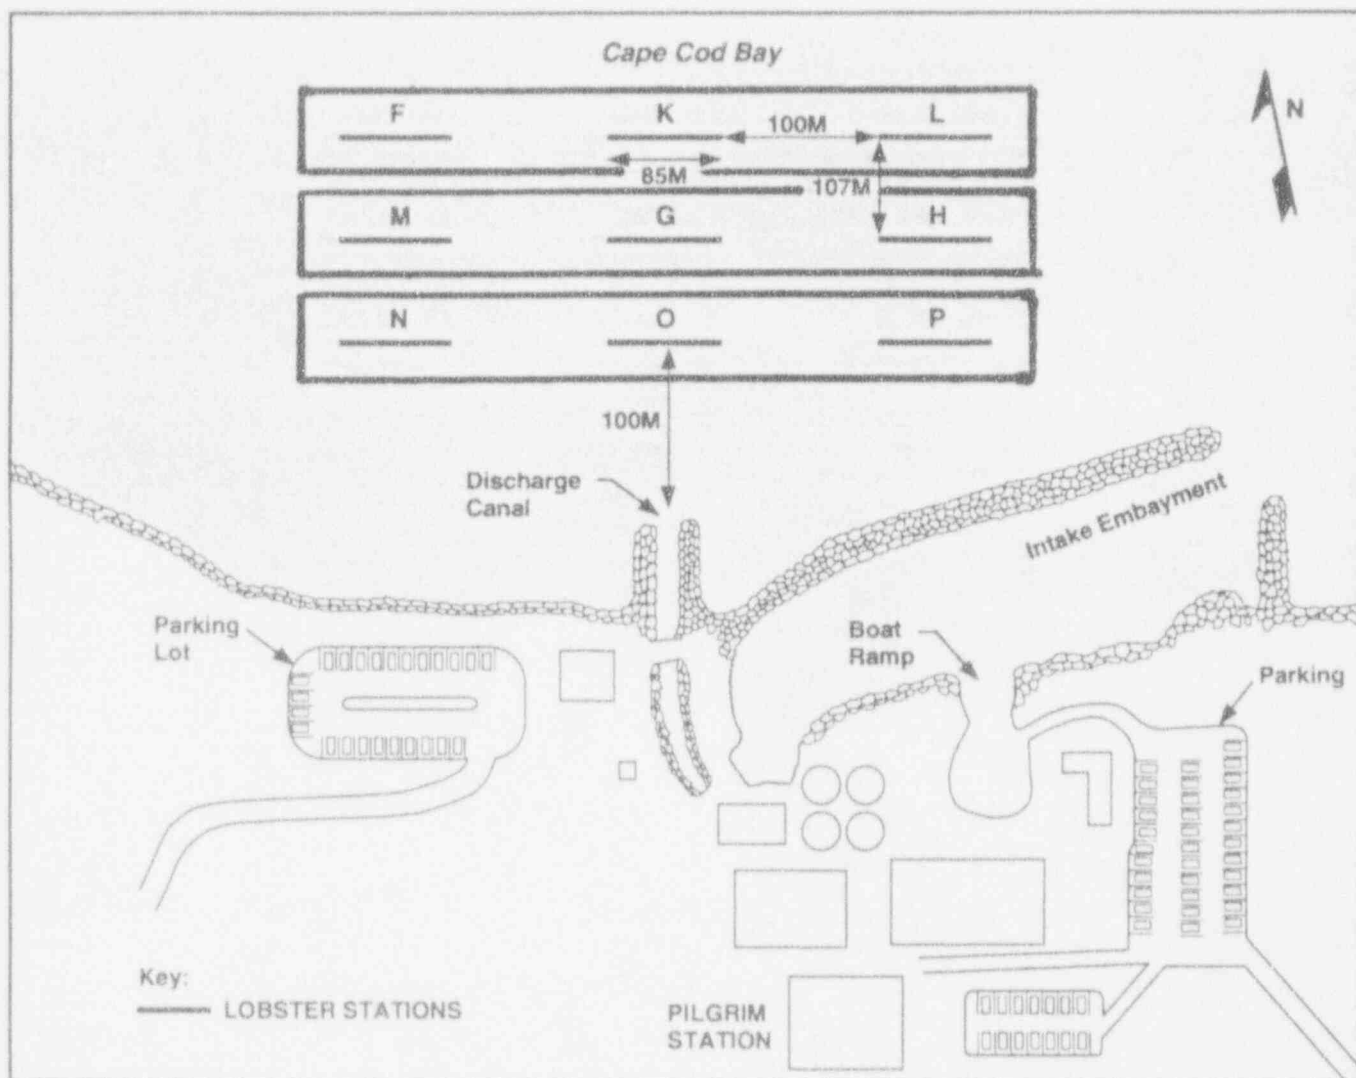 Cape Cod Bay
N
F K L
100M
85M
107M
M G H
N O P
100M
Discharge
Canal
Intake Embayment
Parking
Lot
Boat
Ramp
Parking
Key:
LOBSTER STATIONS
PILGRIM
STATION